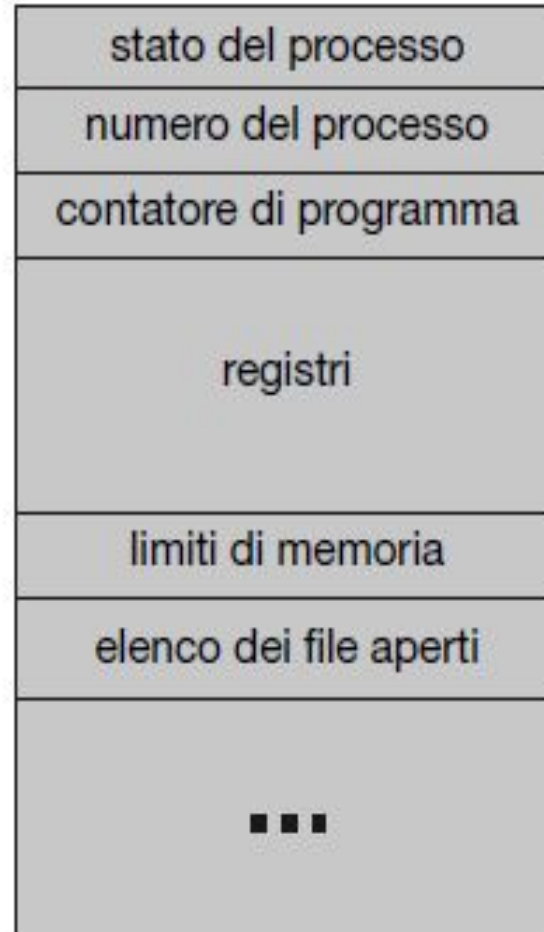 stato del processo
numero del processo
contatore di programma
registri
limiti di memoria
elenco dei file aperti
...